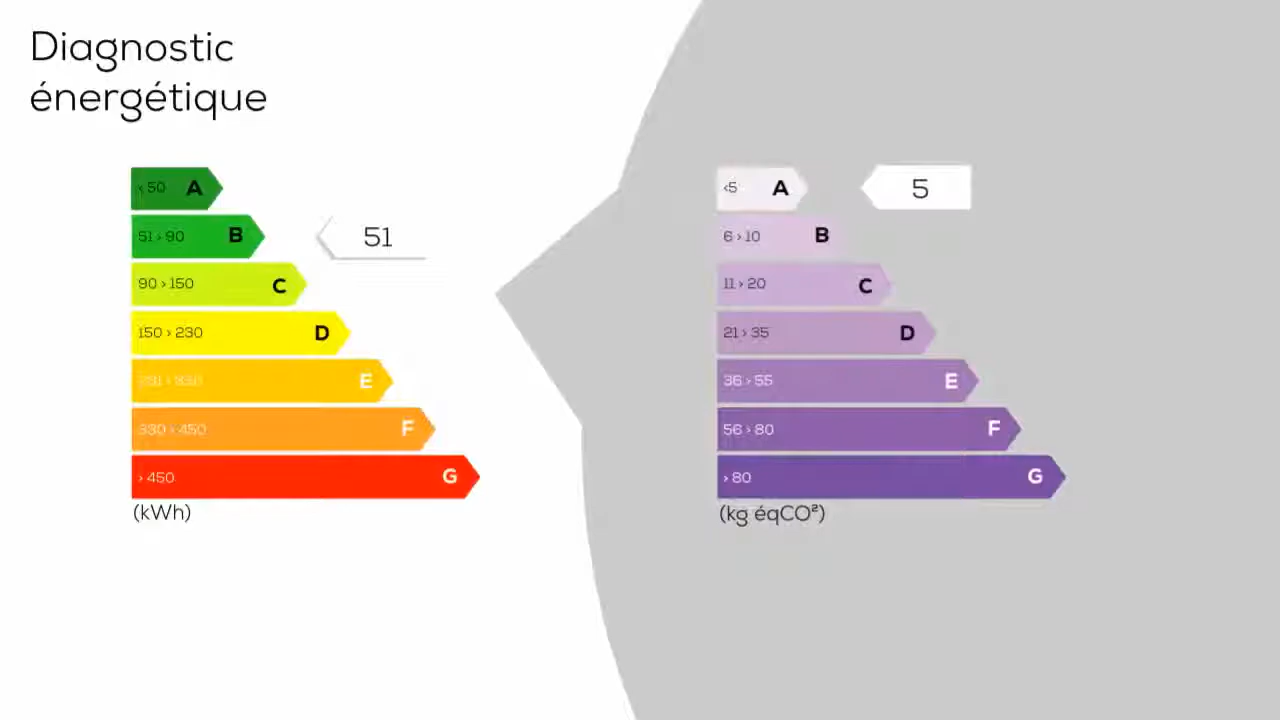 Diagnostic
énergétique
< 50 A
51 > 90 B
51
90 > 150 C
150 > 230 D
E
330 > 450 F
> 450 G
(kWh)
<5 A
5
6 > 10 B
11 > 20 C
21 > 35 D
36 > 55 E
56 > 80 F
> 80 G
(kg éqCO²)